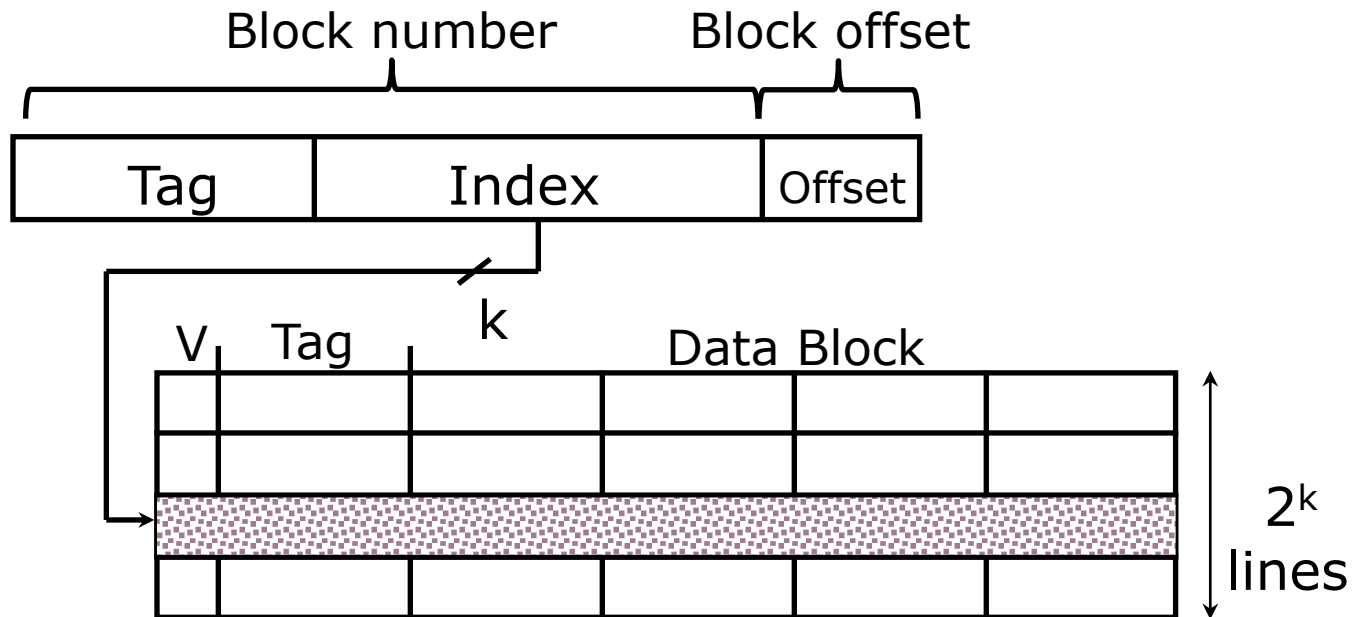 Block number Block offset
Tag Index Offset
k
V Tag Data Block
2ᵏ
lines